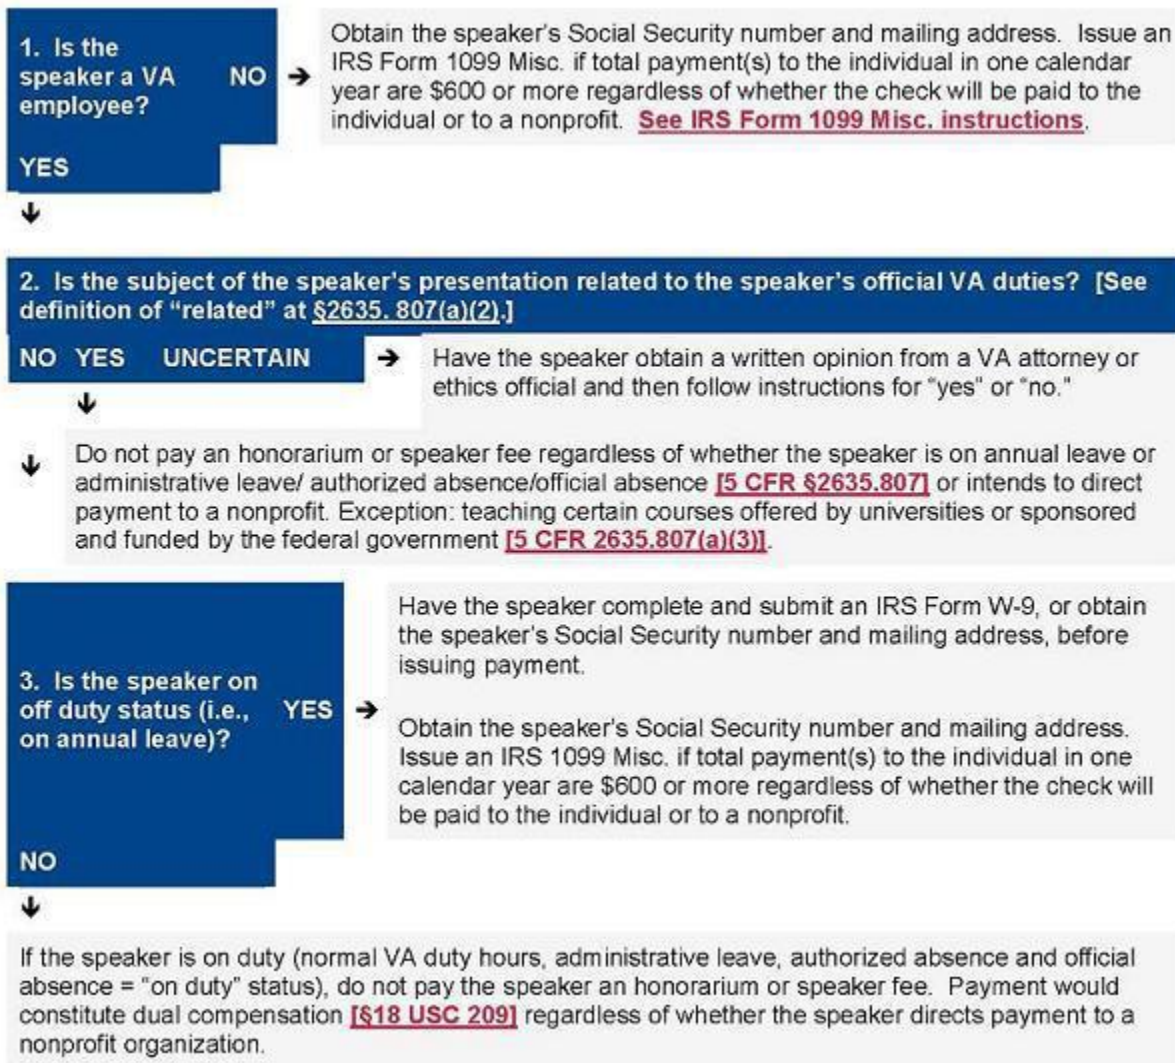 1. Is the
speaker a VA NO →
employee?
YES
↓
Obtain the speaker's Social Security number and mailing address. Issue an
IRS Form 1099 Misc. if total payment(s) to the individual in one calendar
year are $600 or more regardless of whether the check will be paid to the
individual or to a nonprofit. See IRS Form 1099 Misc. instructions.
2. Is the subject of the speaker's presentation related to the speaker's official VA duties? [See
definition of "related" at §2635. 807(a)(2).]
NO YES UNCERTAIN →
↓
Have the speaker obtain a written opinion from a VA attorney or
ethics official and then follow instructions for "yes" or "no."
↓
Do not pay an honorarium or speaker fee regardless of whether the speaker is on annual leave or
administrative leave/ authorized absence/official absence [5 CFR §2635.807] or intends to direct
payment to a nonprofit. Exception: teaching certain courses offered by universities or sponsored
and funded by the federal government [5 CFR 2635.807(a)(3)].
3. Is the speaker on
off duty status (i.e., YES →
on annual leave)?
NO
↓
Have the speaker complete and submit an IRS Form W-9, or obtain
the speaker's Social Security number and mailing address, before
issuing payment.
Obtain the speaker's Social Security number and mailing address.
Issue an IRS 1099 Misc. if total payment(s) to the individual in one
calendar year are $600 or more regardless of whether the check will
be paid to the individual or to a nonprofit.
If the speaker is on duty (normal VA duty hours, administrative leave, authorized absence and official
absence = "on duty" status), do not pay the speaker an honorarium or speaker fee. Payment would
constitute dual compensation [§18 USC 209] regardless of whether the speaker directs payment to a
nonprofit organization.